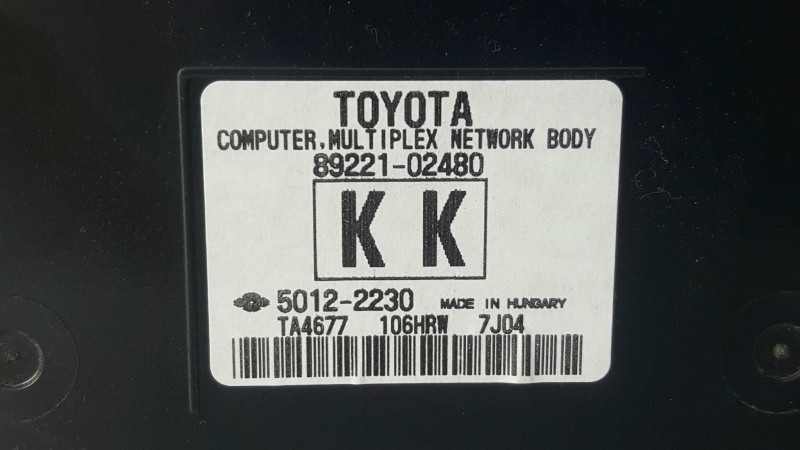 TOYOTA
COMPUTER, MULTIPLEX NETWORK BODY
89221-02480
K K
5012-2230 MADE IN HUNGARY
TA4677 106HRW 7J04